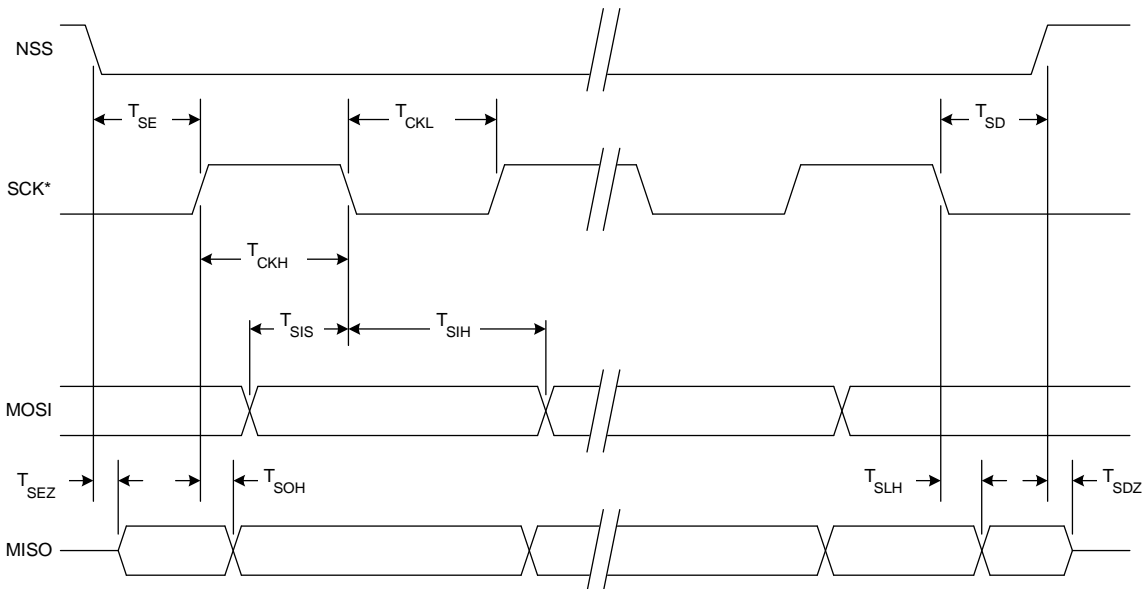 NSS
T_SE
T_CKL
T_SD
SCK*
T_CKH
T_SIS
T_SIH
MOSI
T_SEZ
T_SOH
T_SLH
T_SDZ
MISO